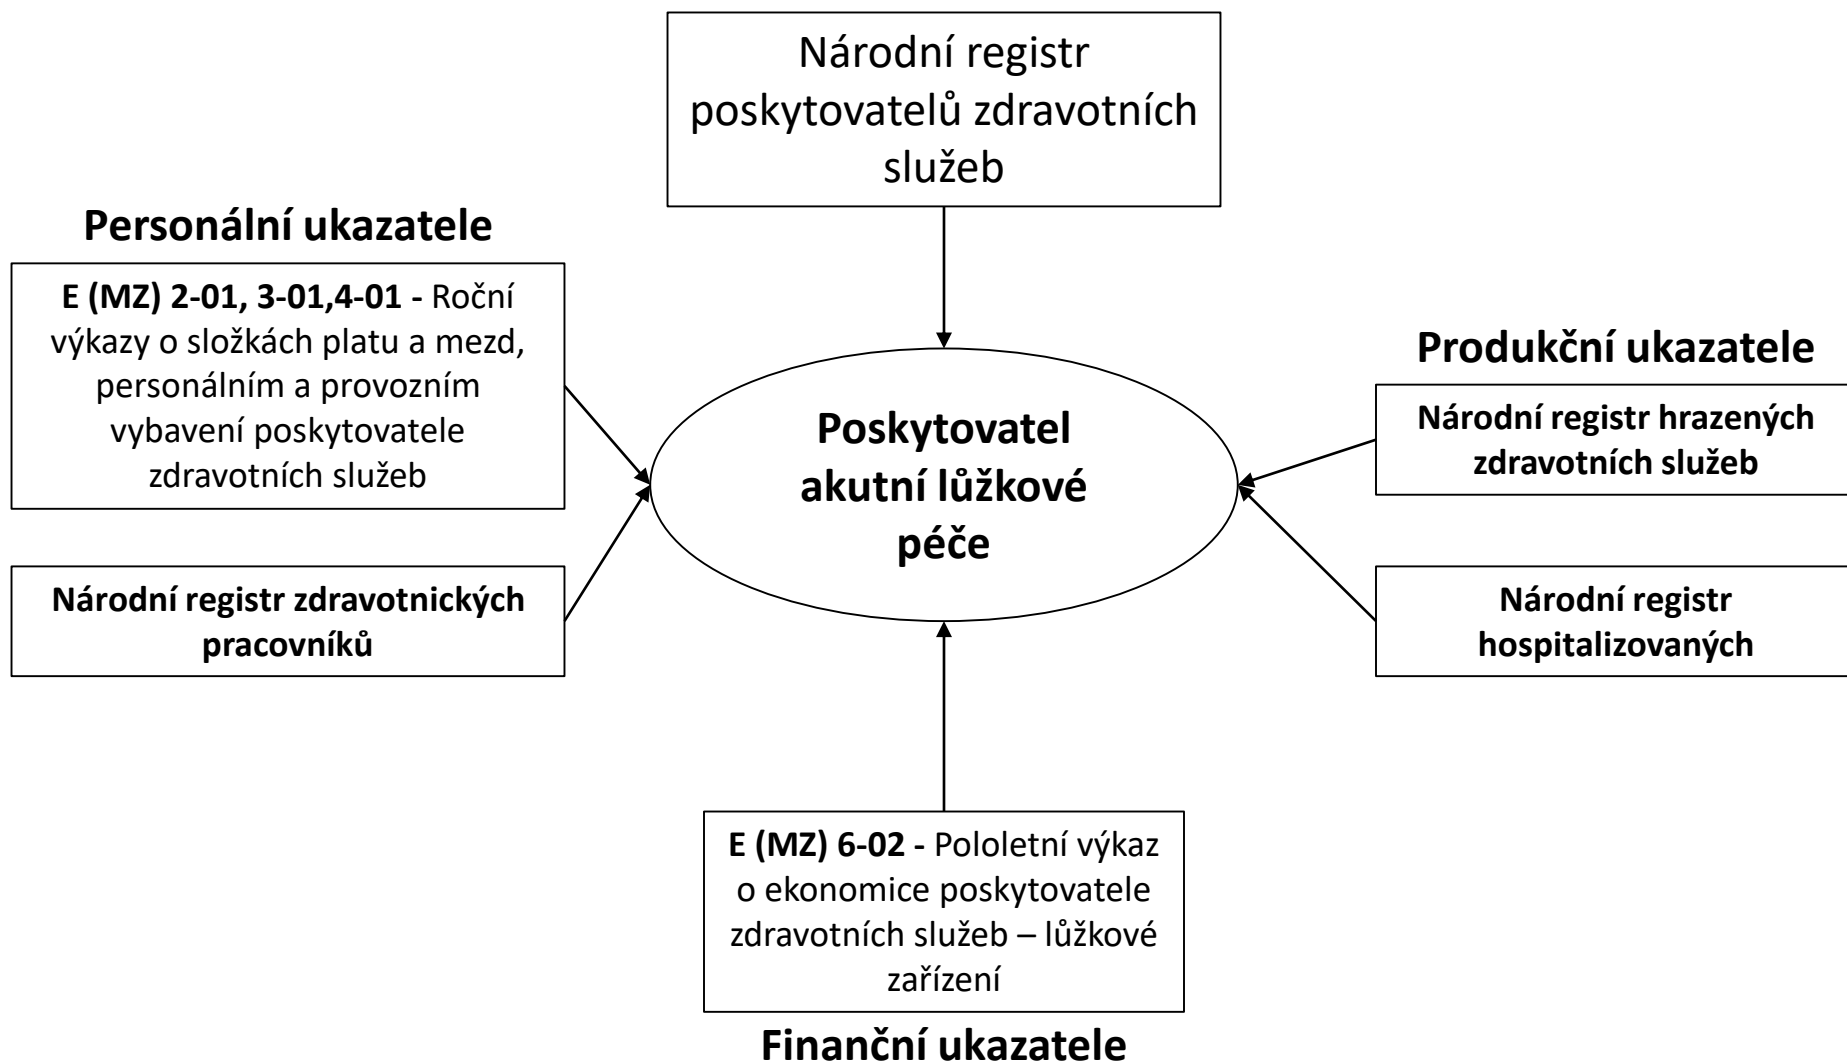 Národní registr
poskytovatelů zdravotních
služeb
Personální ukazatele
E (MZ) 2-01, 3-01,4-01 - Roční
výkazy o složkách platu a mezd,
personálním a provozním
vybavení poskytovatele
zdravotních služeb
Národní registr zdravotnických
pracovníků
Poskytovatel
akutní lůžkové
péče
Produkční ukazatele
Národní registr hrazených
zdravotních služeb
Národní registr
hospitalizovaných
E (MZ) 6-02 - Pololetní výkaz
o ekonomice poskytovatele
zdravotních služeb – lůžkové
zařízení
Finanční ukazatele